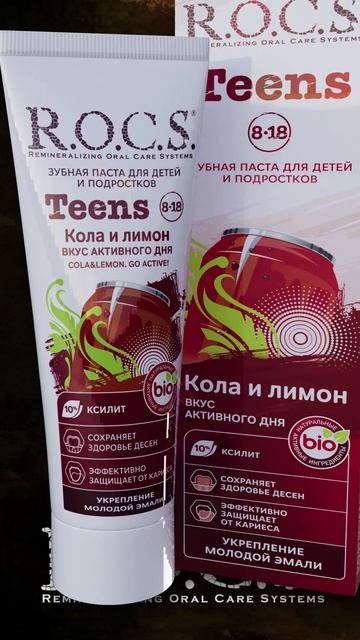 R.O.C.S.®
REMINERALIZING ORAL CARE SYSTEMS
ЗУБНАЯ ПАСТА ДЛЯ ДЕТЕЙ
И ПОДРОСТКОВ
Teens 8-18
Кола и лимон
ВКУС АКТИВНОГО ДНЯ
COLA&LEMON. GO ACTIVE!
bio
10% КСИЛИТ
СОХРАНЯЕТ
ЗДОРОВЬЕ ДЕСЕН
ЭФФЕКТИВНО
ЗАЩИЩАЕТ ОТ КАРИЕСА
УКРЕПЛЕНИЕ
МОЛОДОЙ ЭМАЛИ
R.O.C.S.
REMINERALIZING ORAL CARE SYSTEMS
Teens
8-18
ЗУБНАЯ ПАСТА ДЛЯ ДЕТЕЙ
И ПОДРОСТКОВ
Кола и лимон
ВКУС
АКТИВНОГО ДНЯ
НАТУРАЛЬНЫЕ
bio
АКТИВНЫЕ ИНГРЕДИЕНТЫ
10% КСИЛИТ
СОХРАНЯЕТ
ЗДОРОВЬЕ ДЕСЕН
ЭФФЕКТИВНО
ЗАЩИЩАЕТ
ОТ КАРИЕСА
УКРЕПЛЕНИЕ
МОЛОДОЙ ЭМАЛИ
ORAL CARE SYSTEMS